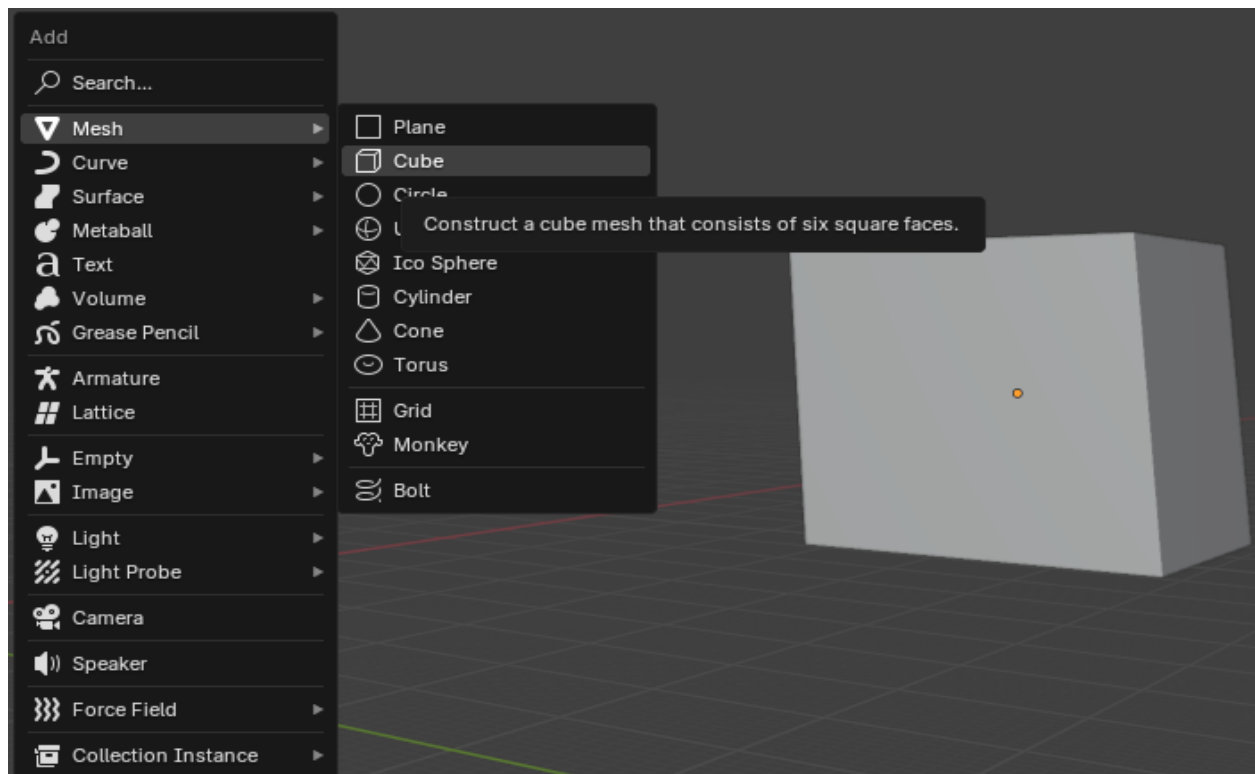 Add
Search...
Mesh
Curve
Surface
Metaball
Text
Volume
Grease Pencil
Armature
Lattice
Empty
Image
Light
Light Probe
Camera
Speaker
Force Field
Collection Instance
Plane
Cube
Circle
Construct a cube mesh that consists of six square faces.
Ico Sphere
Cylinder
Cone
Torus
Grid
Monkey
Bolt